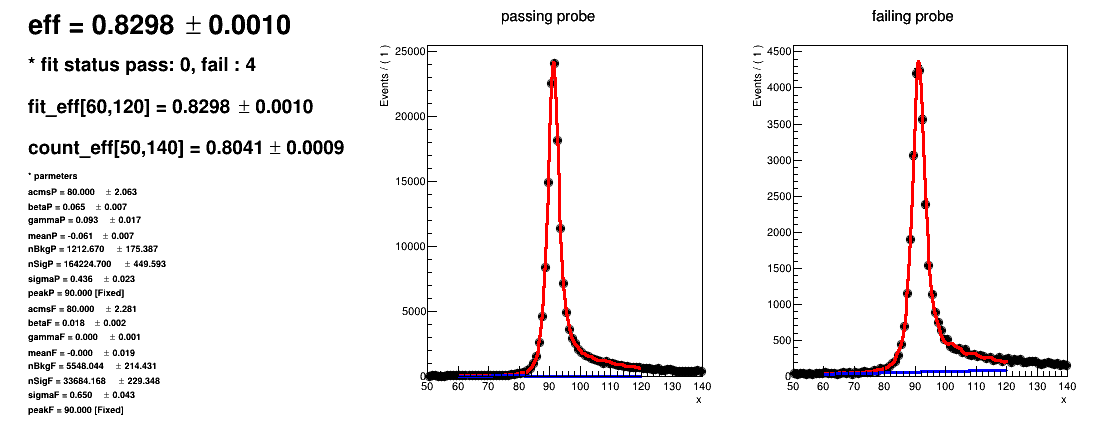 eff = 0.8298 ± 0.0010
* fit status pass: 0, fail : 4
fit_eff[60,120] = 0.8298 ± 0.0010
count_eff[50,140] = 0.8041 ± 0.0009
* parmeters
acmsP = 80.000 ± 2.063
betaP = 0.065 ± 0.007
gammaP = 0.093 ± 0.017
meanP = -0.061 ± 0.007
nBkgP = 1212.670 ± 175.387
nSigP = 164224.700 ± 449.593
sigmaP = 0.436 ± 0.023
peakP = 90.000 [Fixed]
acmsF = 80.000 ± 2.281
betaF = 0.018 ± 0.002
gammaF = 0.000 ± 0.001
meanF = -0.000 ± 0.019
nBkgF = 5548.044 ± 214.431
nSigF = 33684.168 ± 229.348
sigmaF = 0.650 ± 0.043
peakF = 90.000 [Fixed]
passing probe
Events / ( 1 )
25000
20000
15000
10000
5000
0
50 60 70 80 90 100 110 120 130 140
x
failing probe
Events / ( 1 )
4500
4000
3500
3000
2500
2000
1500
1000
500
0
50 60 70 80 90 100 110 120 130 140
x